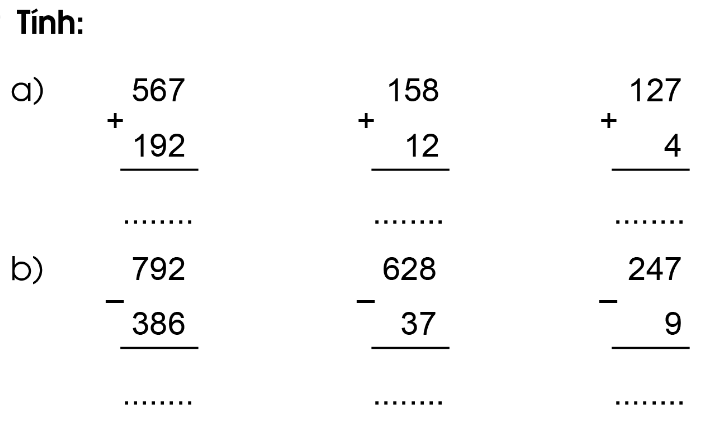 Tính:
a) 567 158 127
+ + +
192 12 4
........ ........ ........
b) 792 628 247
− − −
386 37 9
........ ........ ........